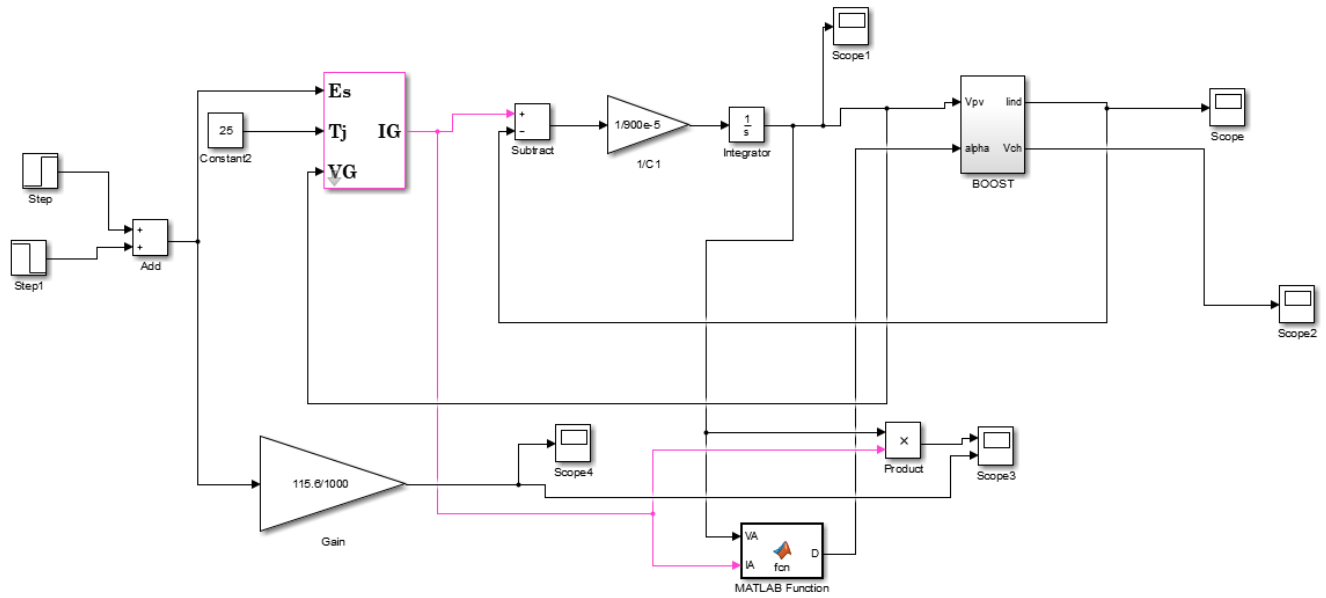 Scope1
Es
Tj
IG
VG
25
Constant2
+
−
Subtract
1/900e-5
1/C1
1
s
Integrator
Vpv
Iind
alpha
Vch
BOOST
Scope
Step
Step1
+
+
Add
Scope2
115.6/1000
Gain
Scope4
×
Product
Scope3
VA
IA
fcn
D
MATLAB Function